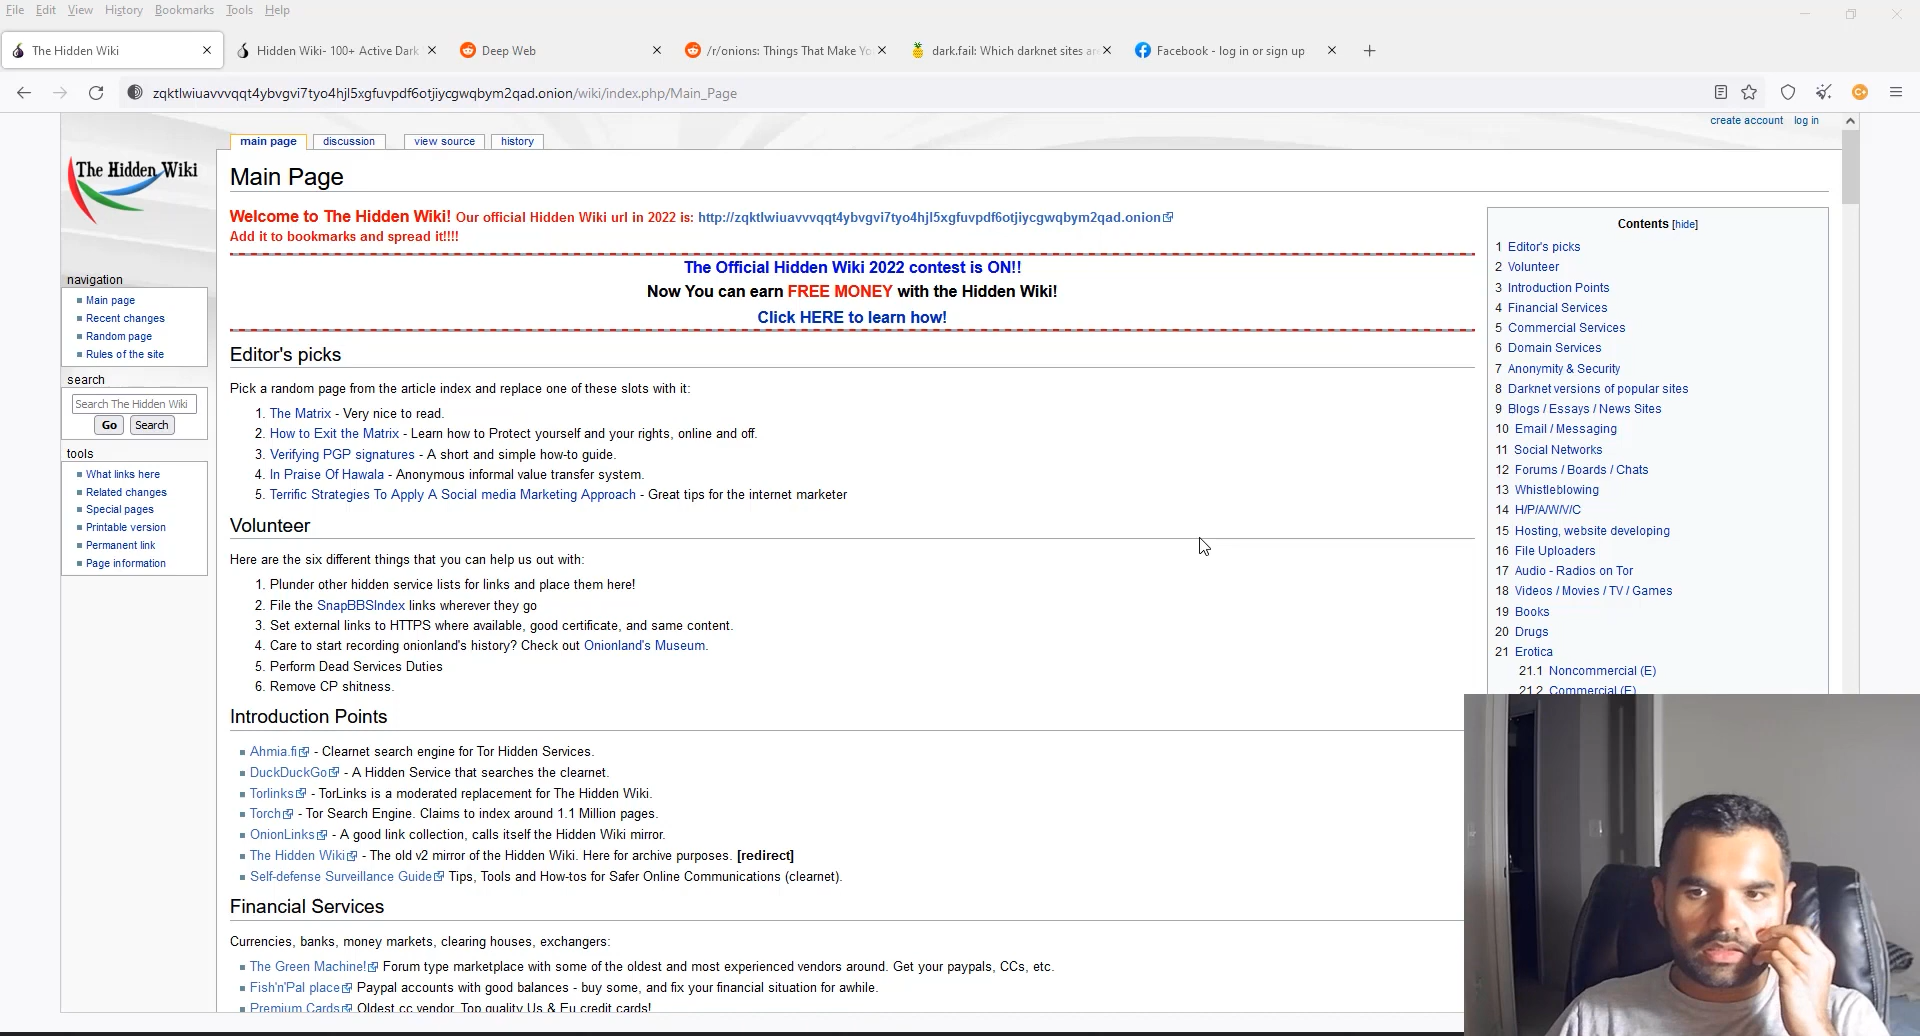 File Edit View History Bookmarks Tools Help
The Hidden Wiki
Hidden Wiki- 100+ Active Dark
Deep Web
/r/onions: Things That Make Yo
dark.fail: Which darknet sites ar
Facebook - log in or sign up
zqktlwiuavvvqqt4ybvgvi7tyo4hjl5xgfuvpdf6otjiycgwqbym2qad.onion/wiki/index.php/Main_Page
create account log in
main page discussion view source history
The Hidden Wiki
navigation
Main page
Recent changes
Random page
Rules of the site
search
Search The Hidden Wiki
Go Search
tools
What links here
Related changes
Special pages
Printable version
Permanent link
Page information
Main Page
Welcome to The Hidden Wiki! Our official Hidden Wiki url in 2022 is: http://zqktlwiuavvvqqt4ybvgvi7tyo4hjl5xgfuvpdf6otjiycgwqbym2qad.onion
Add it to bookmarks and spread it!!!!
The Official Hidden Wiki 2022 contest is ON!!
Now You can earn FREE MONEY with the Hidden Wiki!
Click HERE to learn how!
Editor's picks
Pick a random page from the article index and replace one of these slots with it:
1. The Matrix - Very nice to read.
2. How to Exit the Matrix - Learn how to Protect yourself and your rights, online and off.
3. Verifying PGP signatures - A short and simple how-to guide.
4. In Praise Of Hawala - Anonymous informal value transfer system.
5. Terrific Strategies To Apply A Social media Marketing Approach - Great tips for the internet marketer
Volunteer
Here are the six different things that you can help us out with:
1. Plunder other hidden service lists for links and place them here!
2. File the SnapBBSIndex links wherever they go
3. Set external links to HTTPS where available, good certificate, and same content.
4. Care to start recording onionland's history? Check out Onionland's Museum.
5. Perform Dead Services Duties
6. Remove CP shitness.
Introduction Points
Ahmia.fi - Clearnet search engine for Tor Hidden Services.
DuckDuckGo - A Hidden Service that searches the clearnet.
Torlinks - TorLinks is a moderated replacement for The Hidden Wiki.
Torch - Tor Search Engine. Claims to index around 1.1 Million pages.
OnionLinks - A good link collection, calls itself the Hidden Wiki mirror.
The Hidden Wiki - The old v2 mirror of the Hidden Wiki. Here for archive purposes. [redirect]
Self-defense Surveillance Guide Tips, Tools and How-tos for Safer Online Communications (clearnet).
Financial Services
Currencies, banks, money markets, clearing houses, exchangers:
The Green Machine! Forum type marketplace with some of the oldest and most experienced vendors around. Get your paypals, CCs, etc.
Fish'n'Pal place Paypal accounts with good balances - buy some, and fix your financial situation for awhile.
Premium Cards Oldest cc vendor, Top quality Us & Eu credit cards!
Contents [hide]
1 Editor's picks
2 Volunteer
3 Introduction Points
4 Financial Services
5 Commercial Services
6 Domain Services
7 Anonymity & Security
8 Darknet versions of popular sites
9 Blogs / Essays / News Sites
10 Email / Messaging
11 Social Networks
12 Forums / Boards / Chats
13 Whistleblowing
14 H/P/A/W/V/C
15 Hosting, website developing
16 File Uploaders
17 Audio - Radios on Tor
18 Videos / Movies / TV / Games
19 Books
20 Drugs
21 Erotica
21.1 Noncommercial (E)
21.2 Commercial (E)